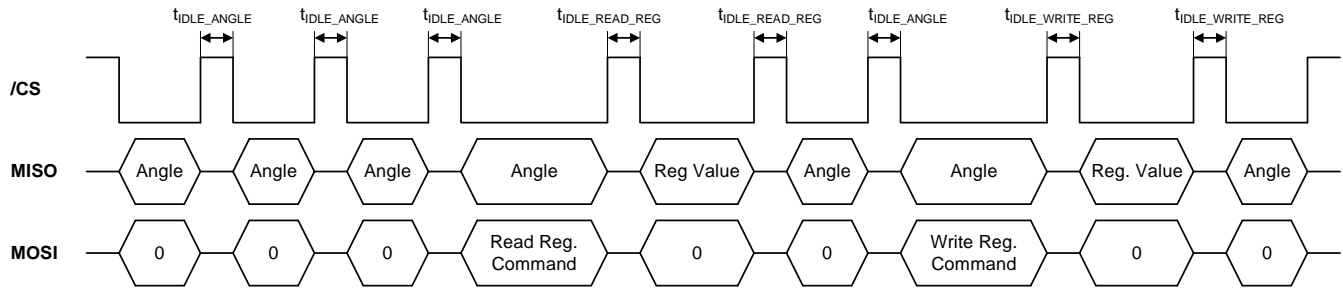 tIDLE_ANGLE tIDLE_ANGLE tIDLE_ANGLE tIDLE_READ_REG tIDLE_READ_REG tIDLE_ANGLE tIDLE_WRITE_REG tIDLE_WRITE_REG
/CS
MISO Angle Angle Angle Angle Reg Value Angle Angle Reg. Value Angle
MOSI 0 0 0 Read Reg. Command 0 0 Write Reg. Command 0 0